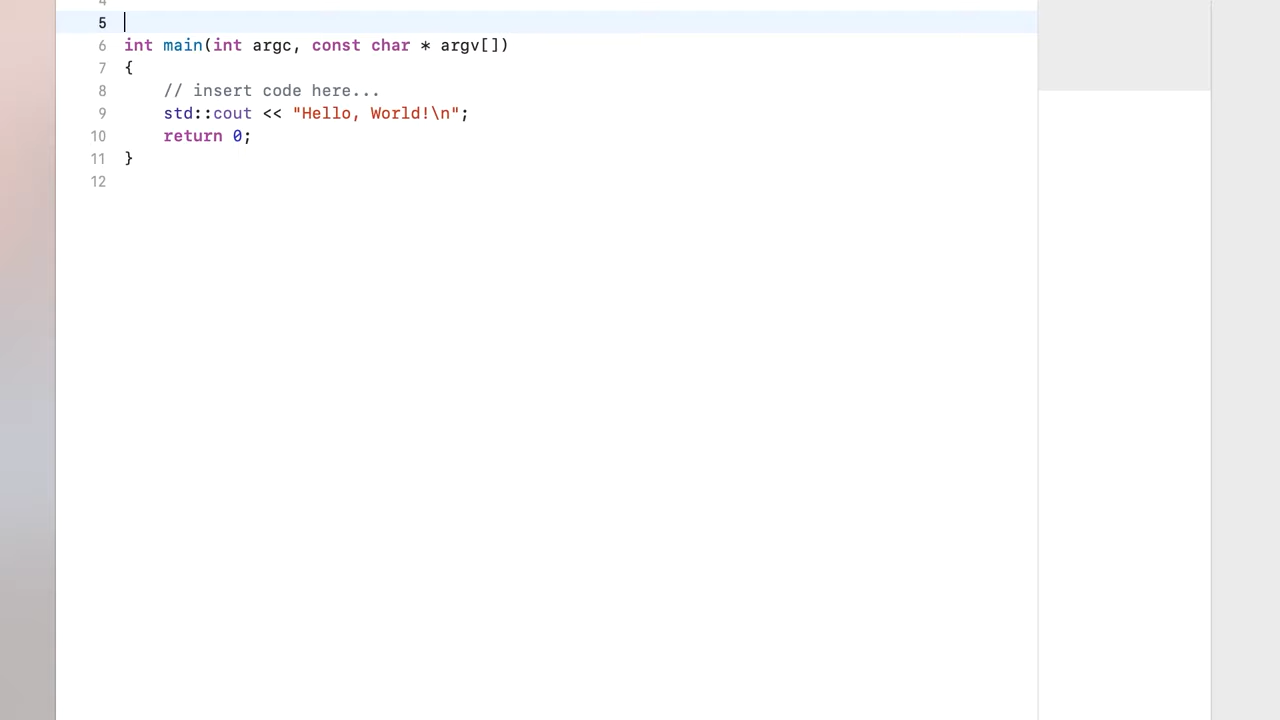 4
5
6 int main(int argc, const char * argv[])
7 {
8     // insert code here...
9     std::cout << "Hello, World!\n";
10     return 0;
11 }
12